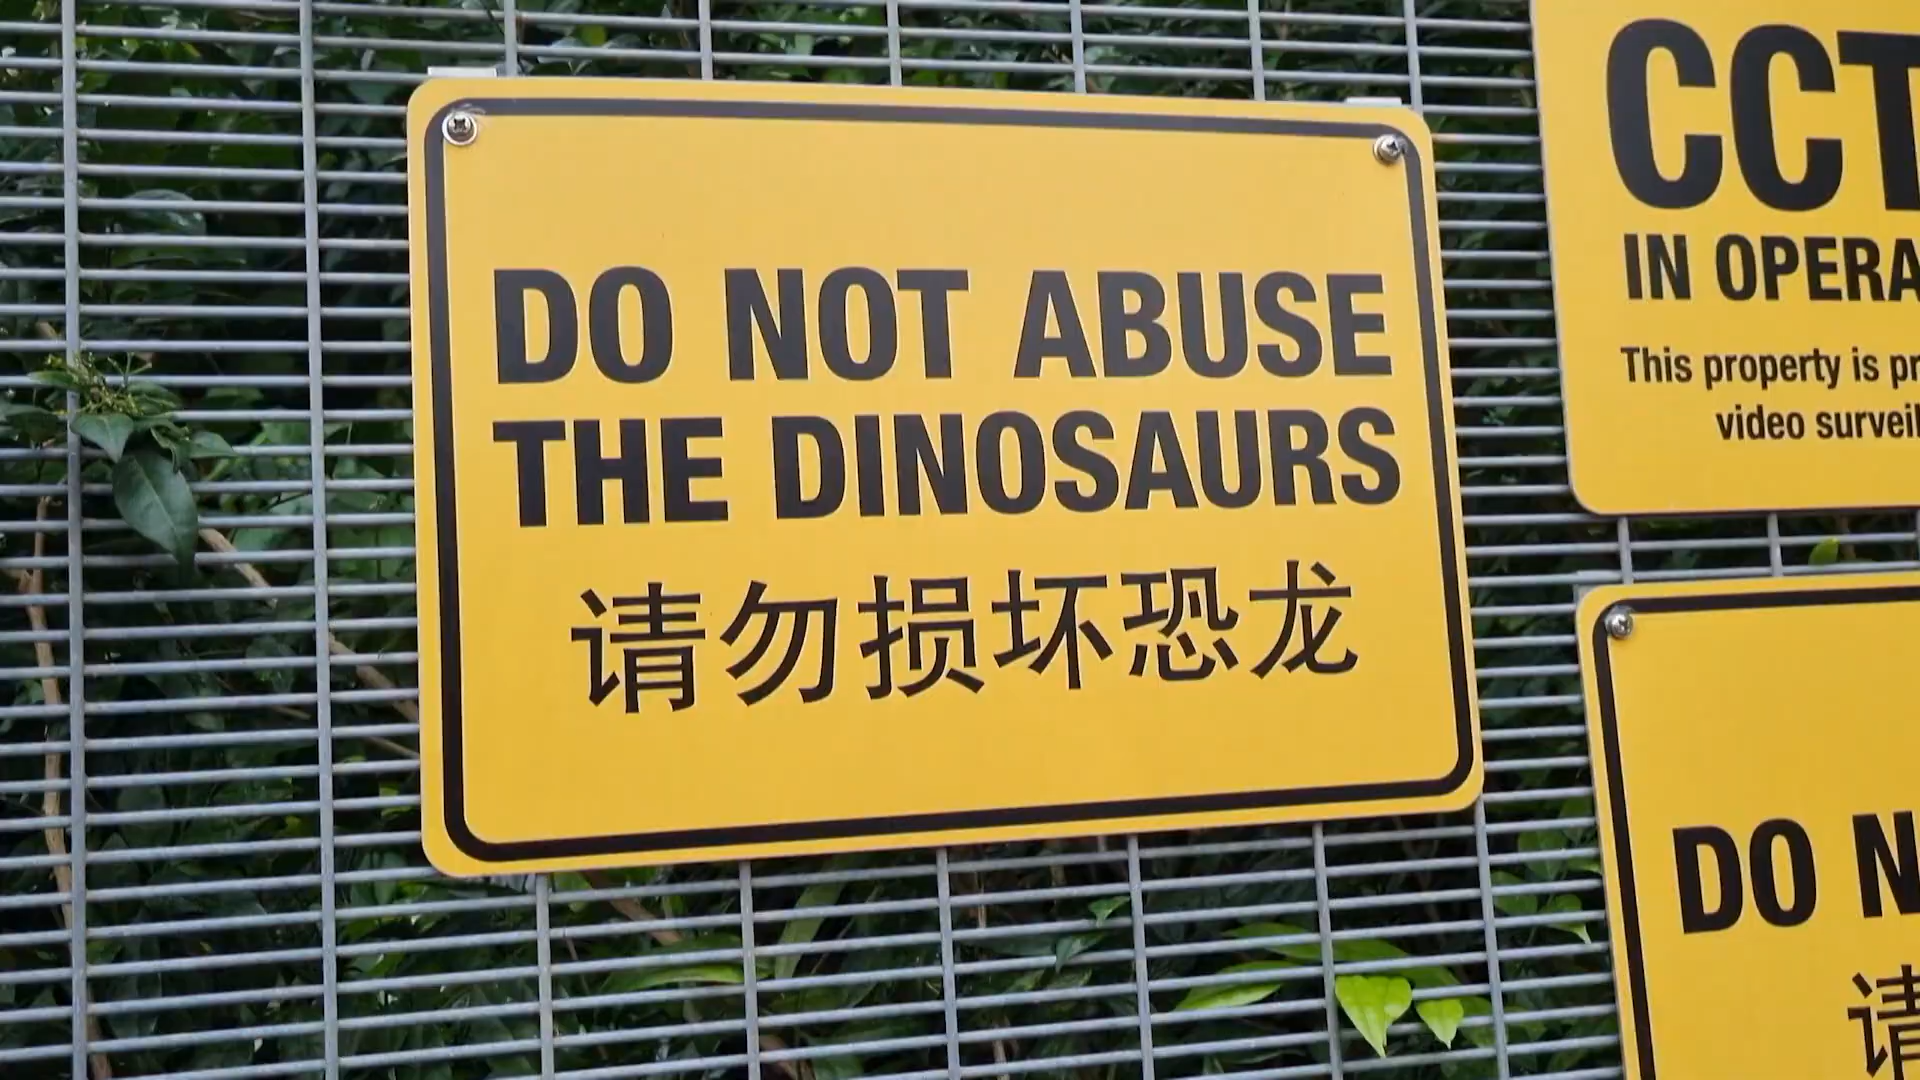 DO NOT ABUSE
THE DINOSAURS
请勿损坏恐龙
CCT
IN OPERA
This property is pr
video surveil
DO N
请